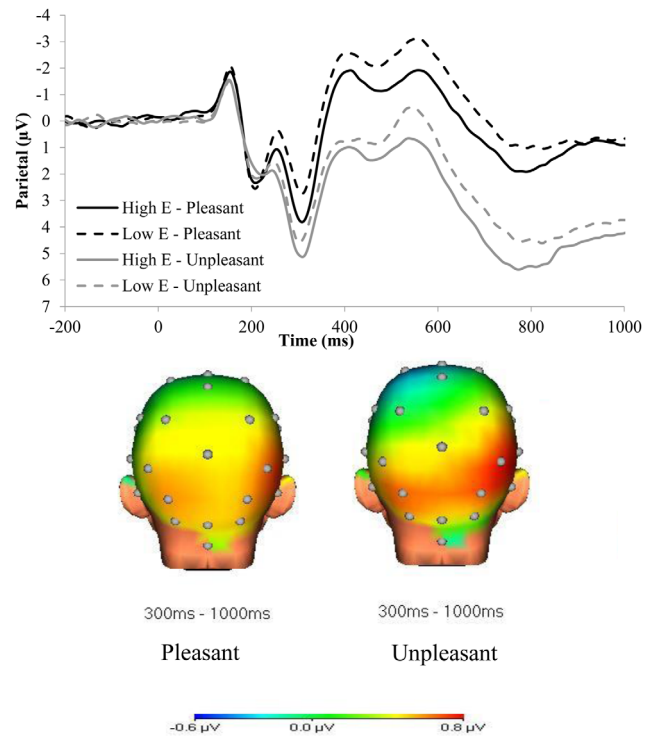 -4
-3
-2
-1
0
1
2
3
4
5
6
7
Parietal (µV)
High E - Pleasant
Low E - Pleasant
High E - Unpleasant
Low E - Unpleasant
-200 0 200 400 600 800 1000
Time (ms)
300ms - 1000ms 300ms - 1000ms
Pleasant Unpleasant
-0.6 µV 0.0 µV 0.8 µV